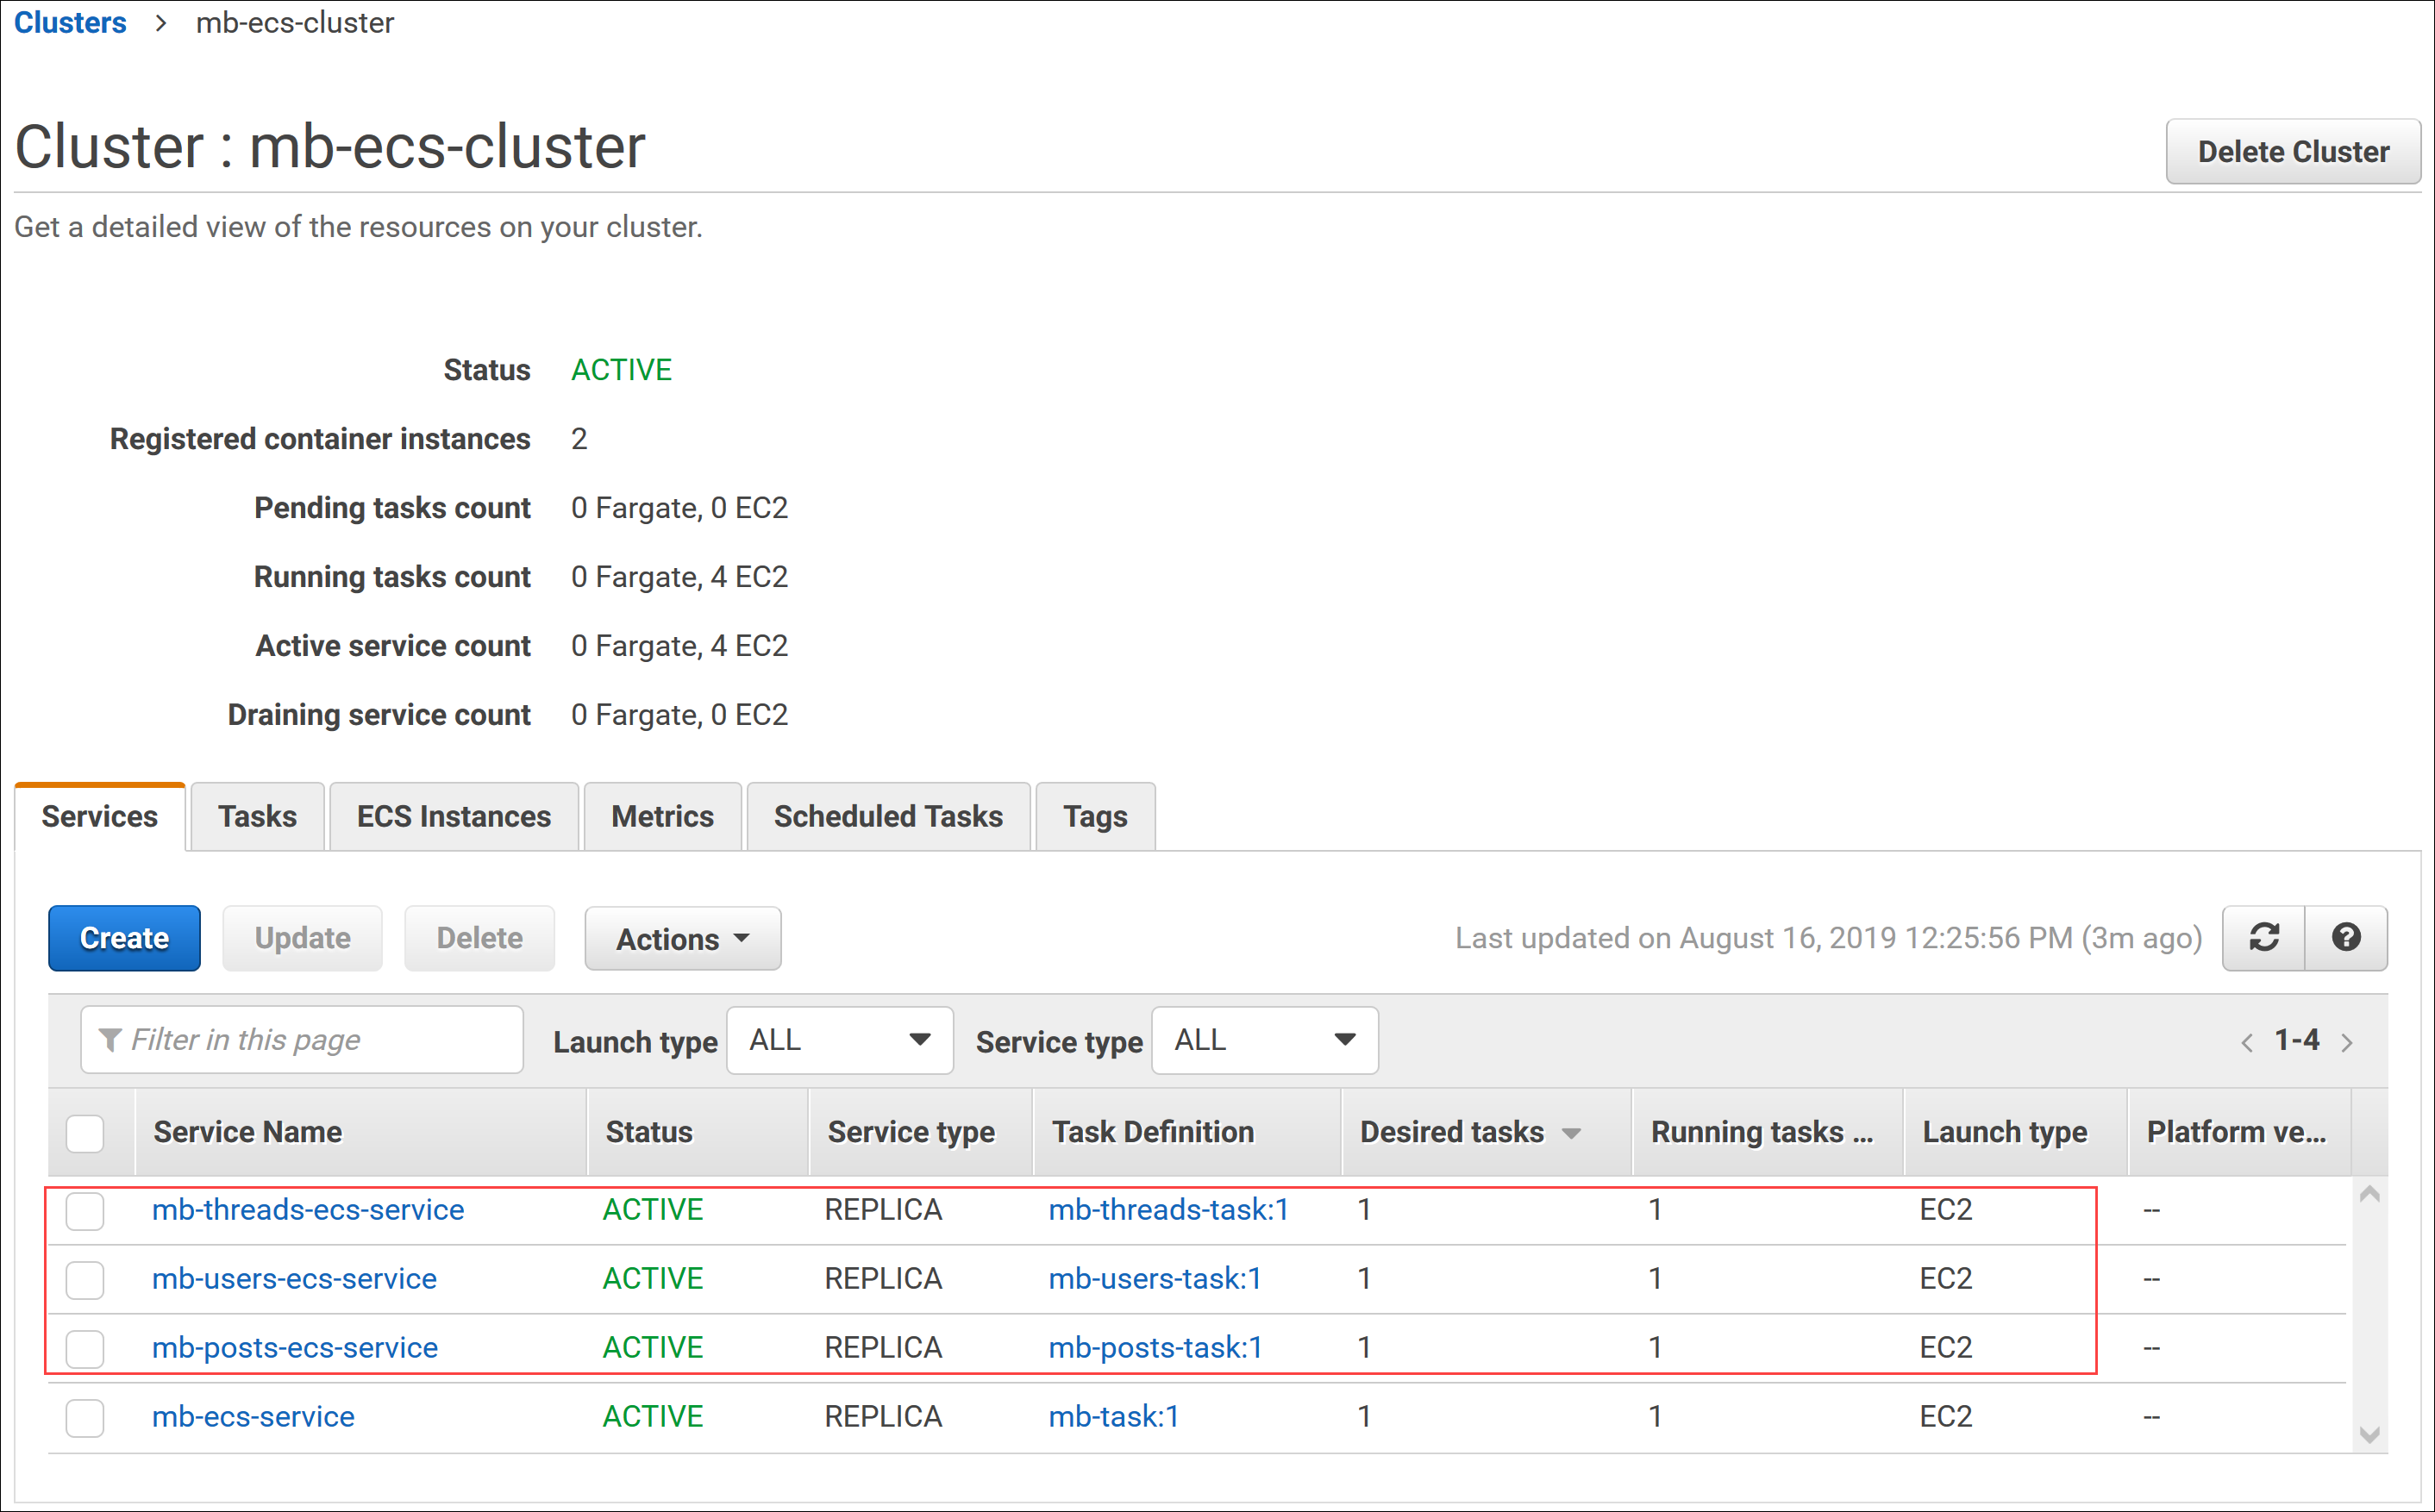 Clusters > mb-ecs-cluster
Cluster : mb-ecs-cluster
Delete Cluster
Get a detailed view of the resources on your cluster.
Status ACTIVE
Registered container instances 2
Pending tasks count 0 Fargate, 0 EC2
Running tasks count 0 Fargate, 4 EC2
Active service count 0 Fargate, 4 EC2
Draining service count 0 Fargate, 0 EC2
Services Tasks ECS Instances Metrics Scheduled Tasks Tags
Create Update Delete Actions Last updated on August 16, 2019 12:25:56 PM (3m ago)
Filter in this page Launch type ALL Service type ALL < 1-4 >
Service Name Status Service type Task Definition Desired tasks Running tasks ... Launch type Platform ve...
mb-threads-ecs-service ACTIVE REPLICA mb-threads-task:1 1 1 EC2 --
mb-users-ecs-service ACTIVE REPLICA mb-users-task:1 1 1 EC2 --
mb-posts-ecs-service ACTIVE REPLICA mb-posts-task:1 1 1 EC2 --
mb-ecs-service ACTIVE REPLICA mb-task:1 1 1 EC2 --